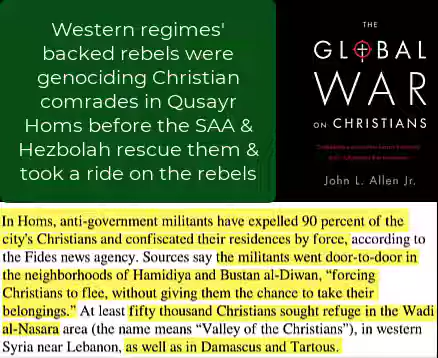 Western regimes'
backed rebels were
genociding Christian
comrades in Qusayr
Homs before the SAA &
Hezbolah rescue them &
took a ride on the rebels
THE
GLOBAL
WAR
ON CHRISTIANS
John L. Allen Jr.
In Homs, anti-government militants have expelled 90 percent of the
city's Christians and confiscated their residences by force, according to
the Fides news agency. Sources say the militants went door-to-door in
the neighborhoods of Hamidiya and Bustan al-Diwan, “forcing
Christians to flee, without giving them the chance to take their
belongings.” At least fifty thousand Christians sought refuge in the Wadi
al-Nasara area (the name means “Valley of the Christians”), in western
Syria near Lebanon, as well as in Damascus and Tartous.